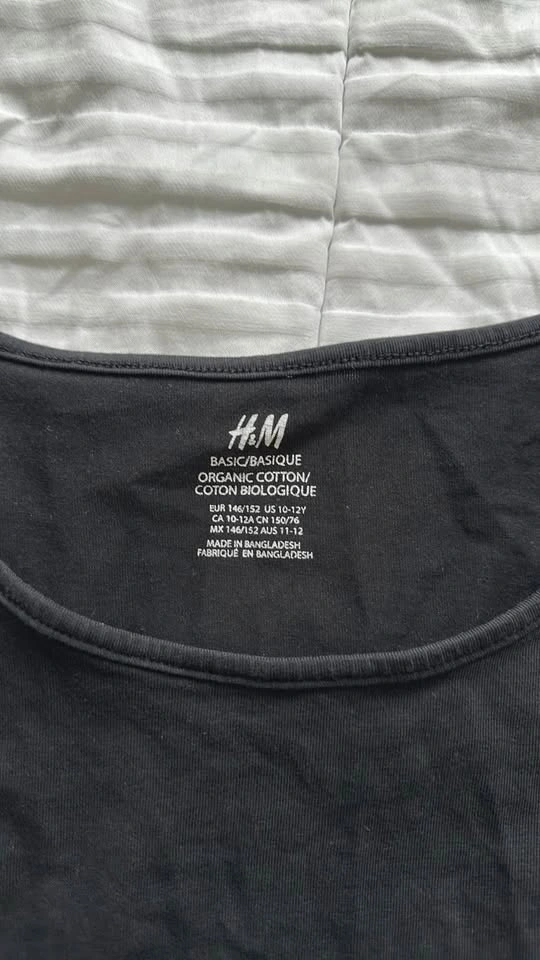 H&M
BASIC/BASIQUE
ORGANIC COTTON/
COTON BIOLOGIQUE
EUR 146/152 US 10-12Y
CA 10-12A CN 150/76
MX 146/152 AUS 11-12
MADE IN BANGLADESH
FABRIQUÉ EN BANGLADESH